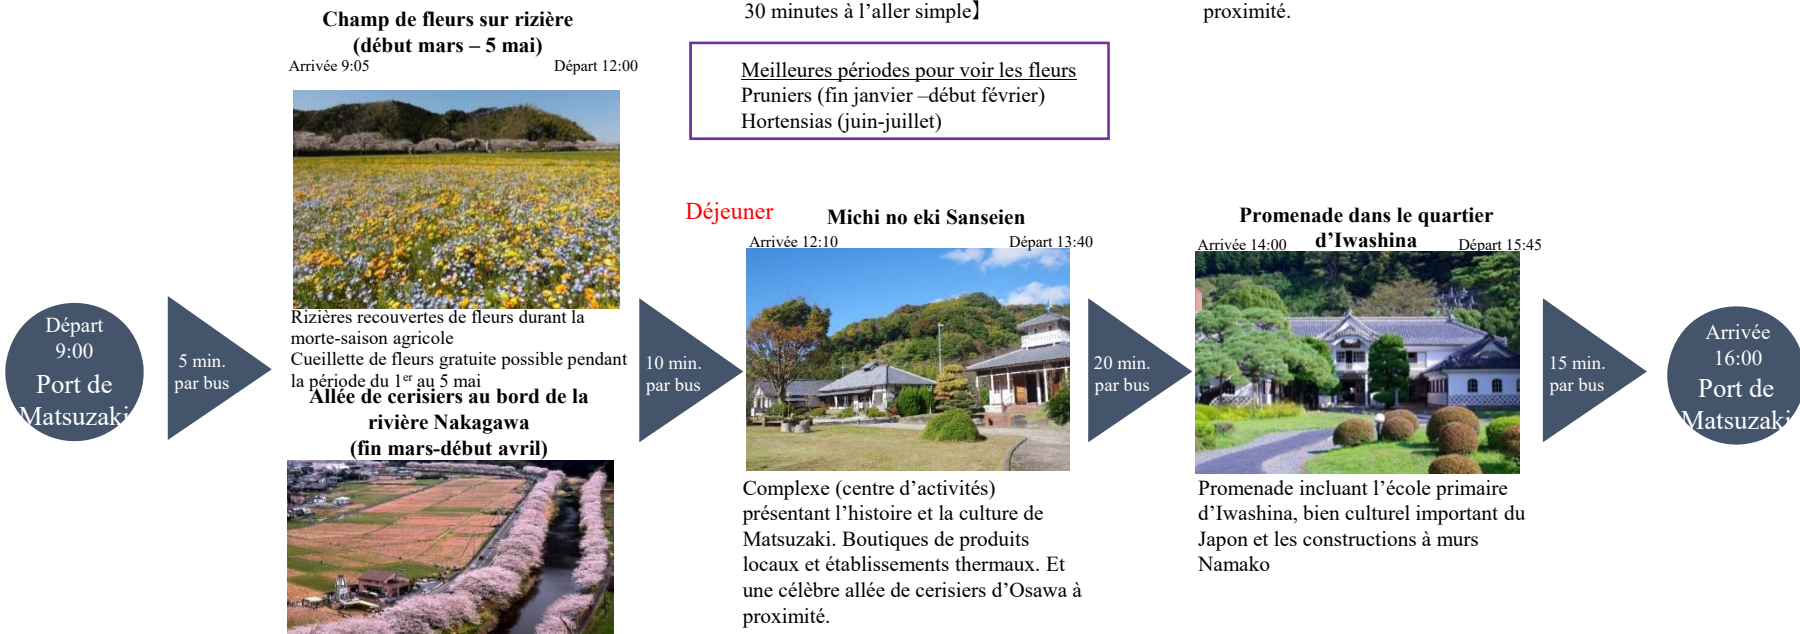 30 minutes à l’aller simple】
proximité.
Meilleures périodes pour voir les fleurs
Pruniers (fin janvier –début février)
Hortensias (juin-juillet)
Départ
9:00
Port de
Matsuzaki
5 min.
par bus
Champ de fleurs sur rizière
(début mars – 5 mai)
Arrivée 9:05
Départ 12:00
Rizières recouvertes de fleurs durant la
morte-saison agricole
Cueillette de fleurs gratuite possible pendant
la période du 1er au 5 mai
Allée de cerisiers au bord de la
rivière Nakagawa
(fin mars-début avril)
10 min.
par bus
Déjeuner
Michi no eki Sanseien
Arrivée 12:10
Départ 13:40
Complexe (centre d’activités)
présentant l’histoire et la culture de
Matsuzaki. Boutiques de produits
locaux et établissements thermaux. Et
une célèbre allée de cerisiers d’Osawa à
proximité.
20 min.
par bus
Promenade dans le quartier
d’Iwashina
Arrivée 14:00
Départ 15:45
Promenade incluant l’école primaire
d’Iwashina, bien culturel important du
Japon et les constructions à murs
Namako
15 min.
par bus
Arrivée
16:00
Port de
Matsuzaki